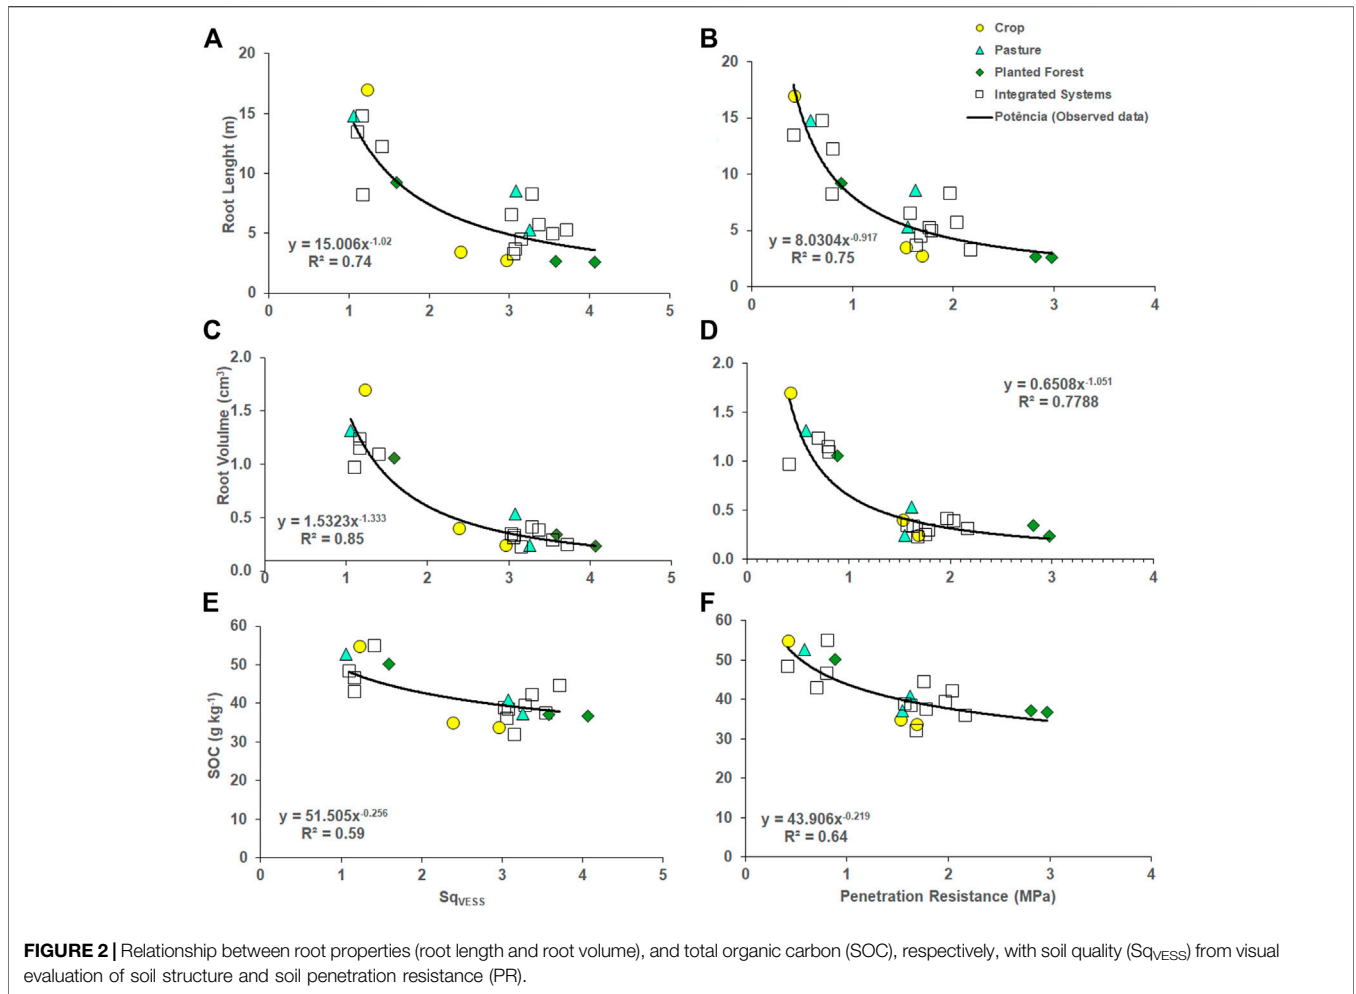 A
Root Lenght (m)
20
15
10
5
0
y = 15.006x^-1.02
R² = 0.74
0 1 2 3 4 5
B
20
15
10
5
0
y = 8.0304x^-0.917
R² = 0.75
0 1 2 3 4
Crop
Pasture
Planted Forest
Integrated Systems
Potência (Observed data)
C
Root Volulme (cm³)
2.0
1.5
1.0
0.5
0.0
y = 1.5323x^-1.333
R² = 0.85
0 1 2 3 4 5
D
2.0
1.5
1.0
0.5
0.0
y = 0.6508x^-1.051
R² = 0.7788
0 1 2 3 4
E
SOC (g kg⁻¹)
60
50
40
30
20
10
0
y = 51.505x^-0.256
R² = 0.59
0 1 2 3 4 5
SqVESS
F
60
50
40
30
20
10
0
y = 43.906x^-0.219
R² = 0.64
0 1 2 3 4
Penetration Resistance (MPa)
FIGURE 2 | Relationship between root properties (root length and root volume), and total organic carbon (SOC), respectively, with soil quality (SqVESS) from visual
evaluation of soil structure and soil penetration resistance (PR).